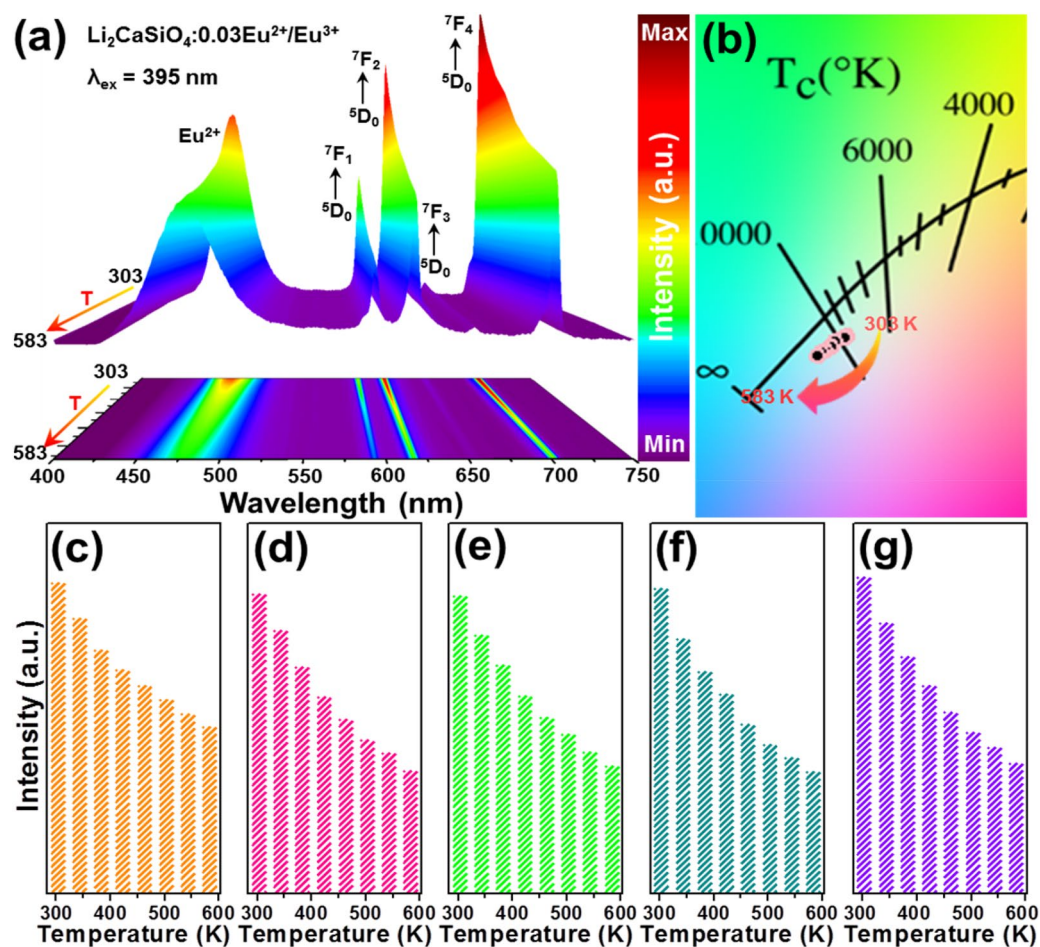 (a)
Li₂CaSiO₄:0.03Eu²⁺/Eu³⁺
λex = 395 nm
Eu²⁺
⁷F₁
⁵D₀
⁷F₂
⁵D₀
⁷F₃
⁵D₀
⁷F₄
⁵D₀
303
T
583
303
T
583
400 450 500 550 600 650 700 750
Wavelength (nm)
Max
Intensity (a.u.)
Min
(b)
Tc(°K)
4000
6000
0000
∞
303 K
583 K
(c)
(d)
(e)
(f)
(g)
Intensity (a.u.)
300 400 500 600
Temperature (K)
300 400 500 600
Temperature (K)
300 400 500 600
Temperature (K)
300 400 500 600
Temperature (K)
300 400 500 600
Temperature (K)